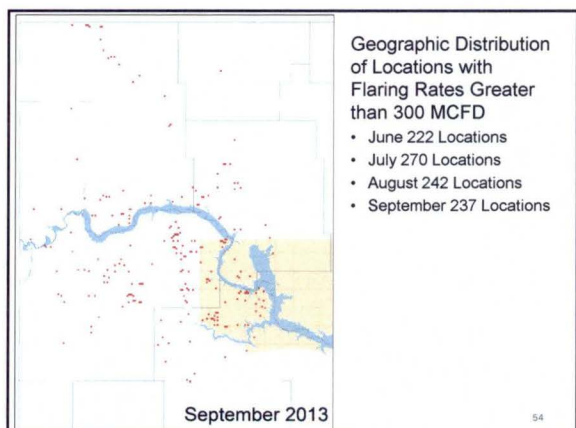 Geographic Distribution
of Locations with
Flaring Rates Greater
than 300 MCFD
• June 222 Locations
• July 270 Locations
• August 242 Locations
• September 237 Locations
September 2013
54